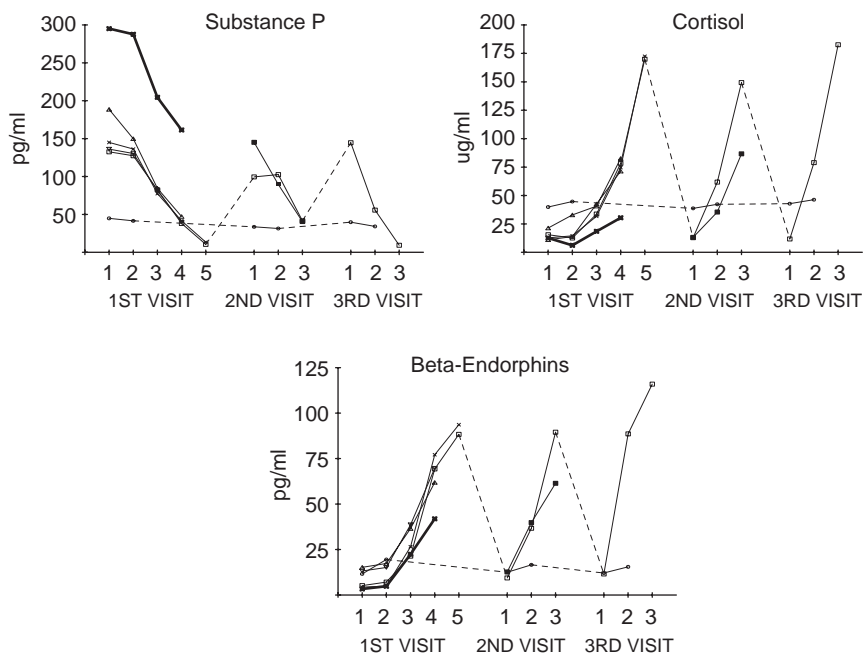 Substance P
300
250
200
150
100
50
pg/ml
1 2 3 4 5 1 2 3 1 2 3
1ST VISIT 2ND VISIT 3RD VISIT
Cortisol
200
175
150
125
100
75
50
25
ug/ml
1 2 3 4 5 1 2 3 1 2 3
1ST VISIT 2ND VISIT 3RD VISIT
Beta-Endorphins
125
100
75
50
25
pg/ml
1 2 3 4 5 1 2 3 1 2 3
1ST VISIT 2ND VISIT 3RD VISIT